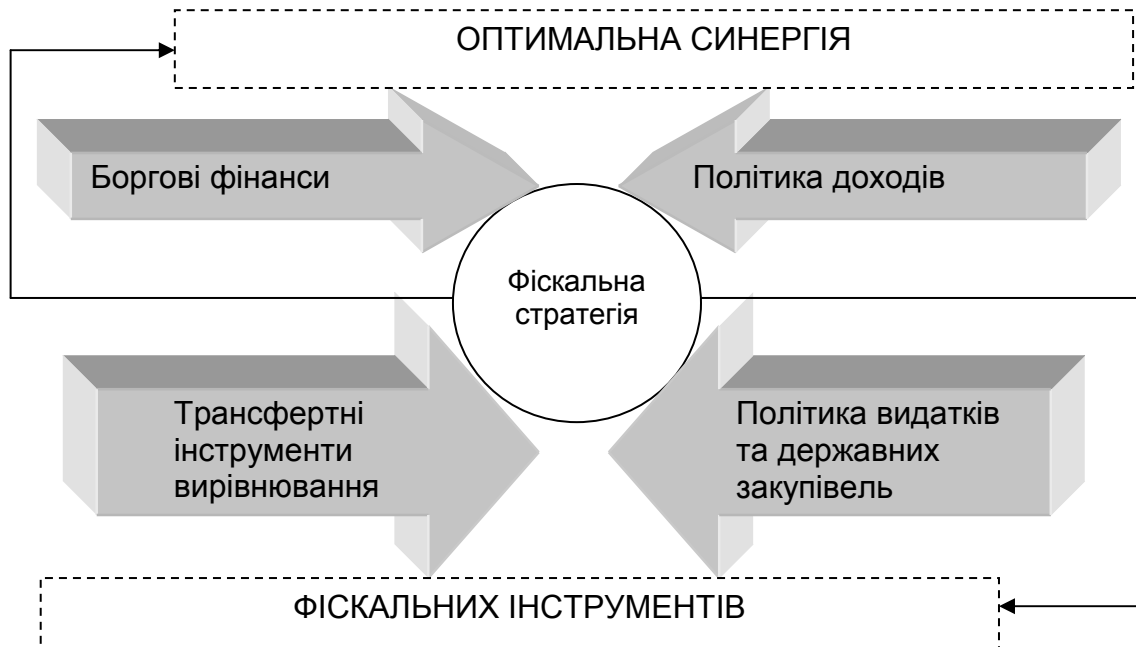 ОПТИМАЛЬНА СИНЕРГІЯ
Боргові фінанси
Політика доходів
Фіскальна
стратегія
Трансфертні
інструменти
вирівнювання
Політика видатків
та державних
закупівель
ФІСКАЛЬНИХ ІНСТРУМЕНТІВ